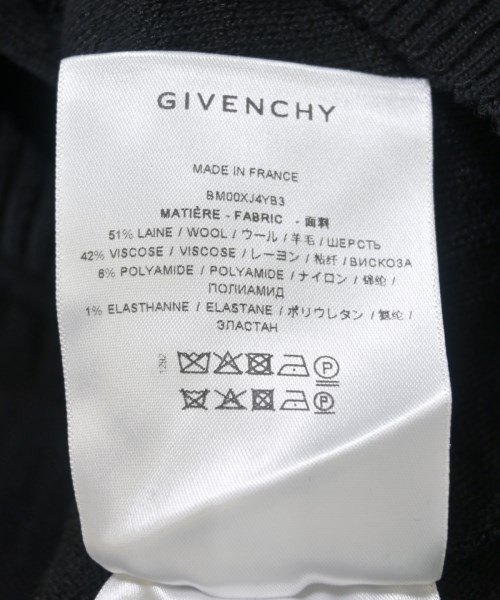 GIVENCHY
MADE IN FRANCE
BM00XJ4YB3
MATIÈRE - FABRIC - 面料
51% LAINE / WOOL / ウール / 羊毛 / ШЕРСТЬ
42% VISCOSE / VISCOSE / レーヨン / 粘纤 / ВИСКОЗА
6% POLYAMIDE / POLYAMIDE / ナイロン / 锦纶 /
ПОЛИАМИД
1% ELASTHANNE / ELASTANE / ポリウレタン / 氨纶 /
ЭЛАСТАН
1292
P
P